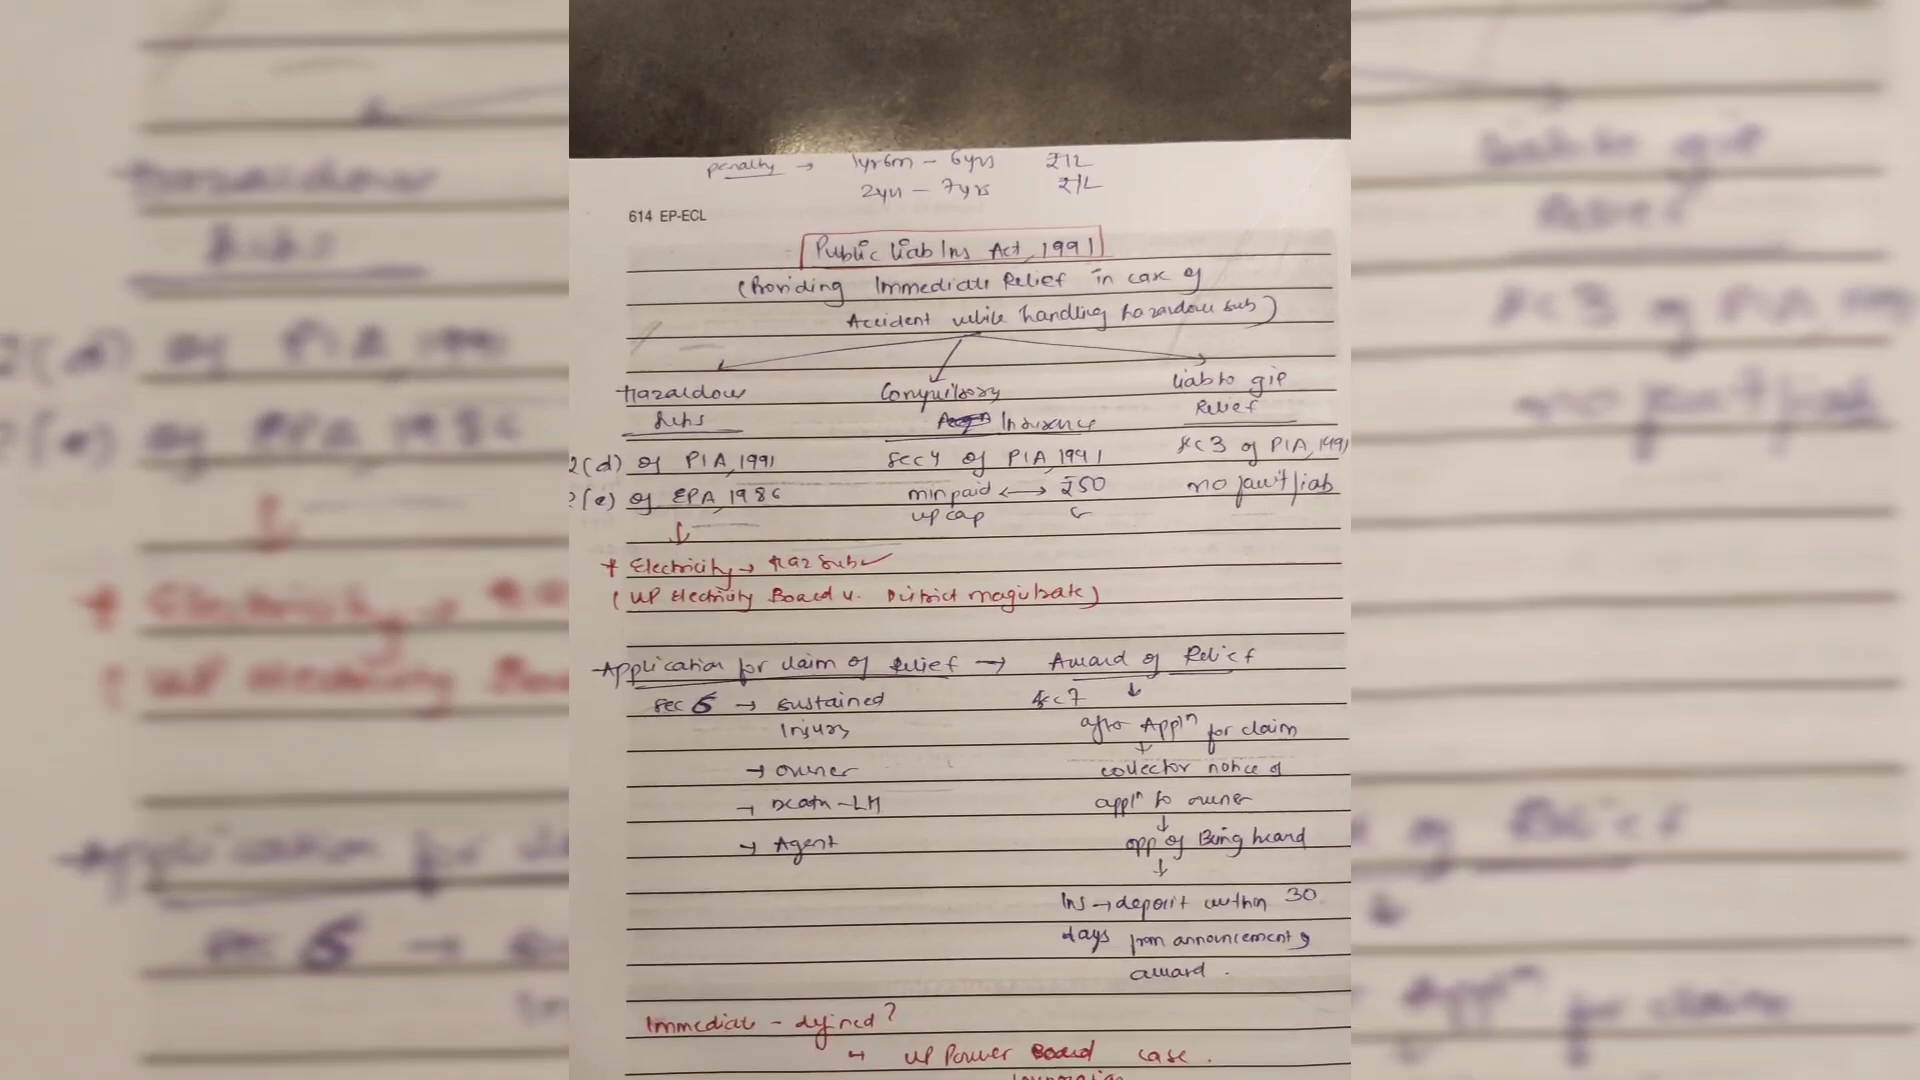 penalty → 1yr6m - 6yrs ₹1L
2yrs - 7yrs ₹1L
614 EP-ECL
Public Liab Ins Act, 1991
(Providing Immediate Relief in case of
Accident while handling hazardous sub)
Hazardous
subs
2(d) of PIA, 1991
2(e) of EPA, 1986
Compulsory
Insurance
Sec 4 of PIA, 1991
min paid ↔ ₹50
up cap Cr
Liab to give
Relief
Sec 3 of PIA, 1991
no fault liab
* Electricity → Haz Sub ✓
(UP Electricity Board v. District magistrate)
Application for claim of Relief → Award of Relief
Sec 6 → sustained
Injury
→ owner
→ Death - LH
→ Agent
Sec 7 ↓
after Appln for claim
↓
collector notice of
appln to owner
↓
opp of Being heard
↓
Ins → deposit within 30
days from announcement of
award.
Immediate - defined?
↳ UP Power Board case.